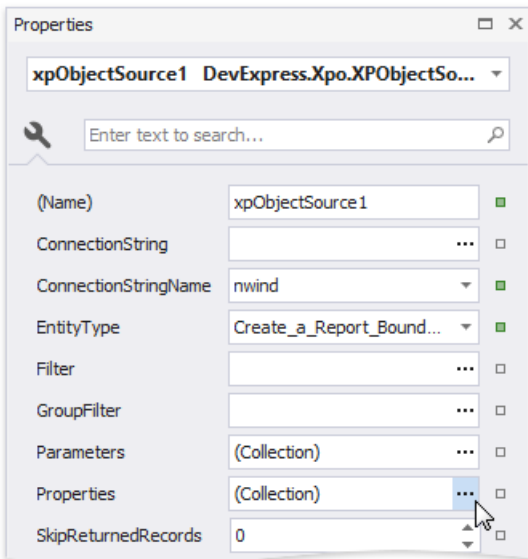 Properties
xpObjectSource1 DevExpress.Xpo.XPObjectSo...
Enter text to search...
(Name) xpObjectSource1
ConnectionString ...
ConnectionStringName nwind
EntityType Create_a_Report_Bound...
Filter ...
GroupFilter ...
Parameters (Collection) ...
Properties (Collection) ...
SkipReturnedRecords 0